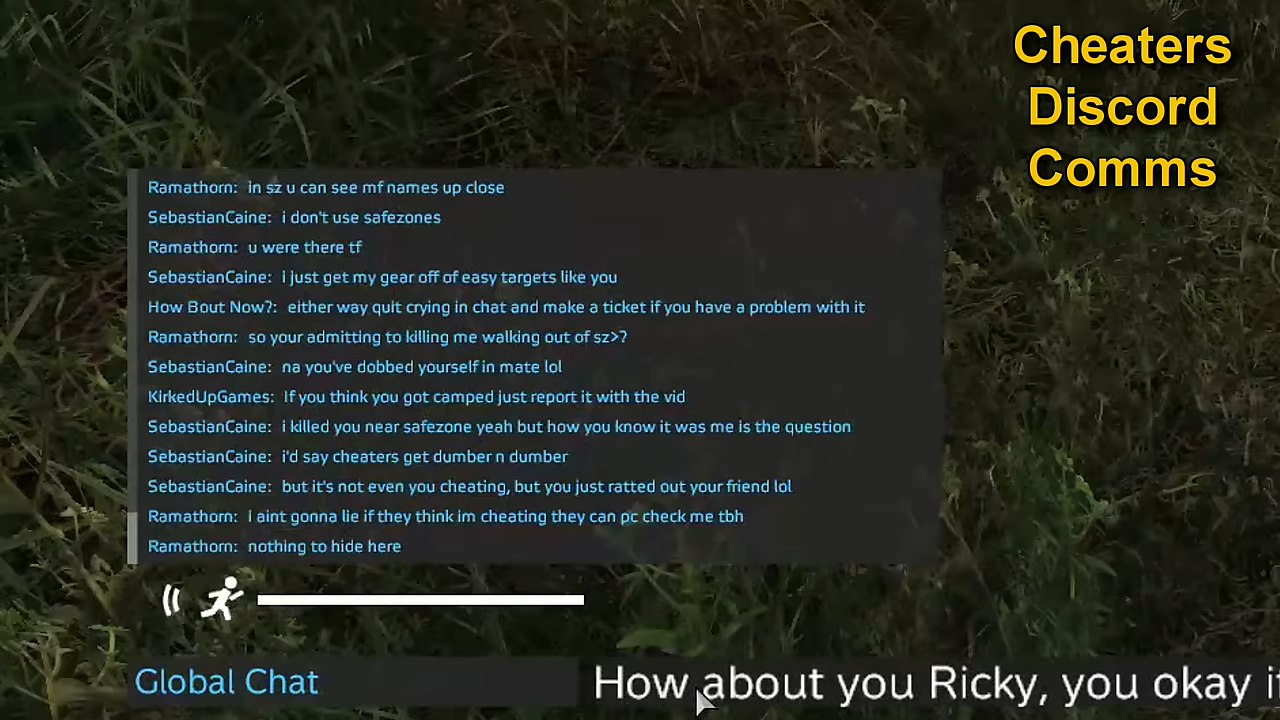 Cheaters
Discord
Comms
Ramathorn: in sz u can see mf names up close
SebastianCaine: i don't use safezones
Ramathorn: u were there tf
SebastianCaine: i just get my gear off of easy targets like you
How Bout Now?: either way quit crying in chat and make a ticket if you have a problem with it
Ramathorn: so your admitting to killing me walking out of sz>?
SebastianCaine: na you've dobbed yourself in mate lol
KirkedUpGames: If you think you got camped just report it with the vid
SebastianCaine: i killed you near safezone yeah but how you know it was me is the question
SebastianCaine: i'd say cheaters get dumber n dumber
SebastianCaine: but it's not even you cheating, but you just ratted out your friend lol
Ramathorn: I aint gonna lie if they think im cheating they can pc check me tbh
Ramathorn: nothing to hide here
Global Chat How about you Ricky, you okay if